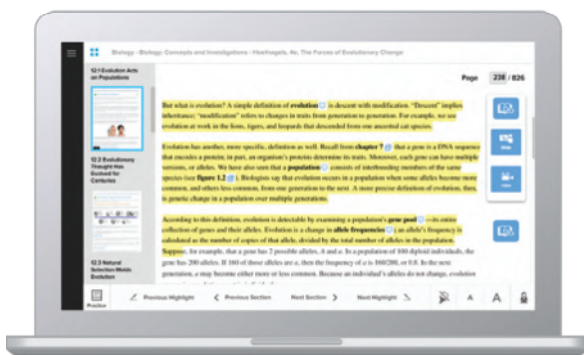 Biology - Biology: Concepts and Investigations - Hoefnagels, 4e, The Forces of Evolutionary Change
12.1 Evolution Acts
on Populations
Page 238 / 826
But what is evolution? A simple definition of evolution is descent with modification. "Descent" implies
inheritance; "modification" refers to changes in traits from generation to generation. For example, we see
evolution at work in the lions, tigers, and leopards that descended from one ancestral cat species.
12.2 Evolutionary
Thought Has
Evolved for
Centuries
Evolution has another, more specific, definition as well. Recall from chapter 7 that a gene is a DNA sequence
that encodes a protein; in part, an organism's proteins determine its traits. Moreover, each gene can have multiple
versions, or alleles. We have also seen that a population consists of interbreeding members of the same
species (see figure 1.2). Biologists say that evolution occurs in a population when some alleles become more
common, and others less common, from one generation to the next. A more precise definition of evolution, then,
is genetic change in a population over multiple generations.
12.3 Natural
Selection Molds
Evolution
According to this definition, evolution is detectable by examining a population's gene pool —its entire
collection of genes and their alleles. Evolution is a change in allele frequencies ; an allele's frequency is
calculated as the number of copies of that allele, divided by the total number of alleles in the population.
Suppose, for example, that a gene has 2 possible alleles, A and a. In a population of 100 diploid individuals, the
gene has 200 alleles. If 160 of those alleles are a, then the frequency of a is 160/200, or 0.8. In the next
generation, a may become either more or less common. Because an individual's alleles do not change, evolution
Practice
Previous Highlight
Previous Section
Next Section
Next Highlight
A
A